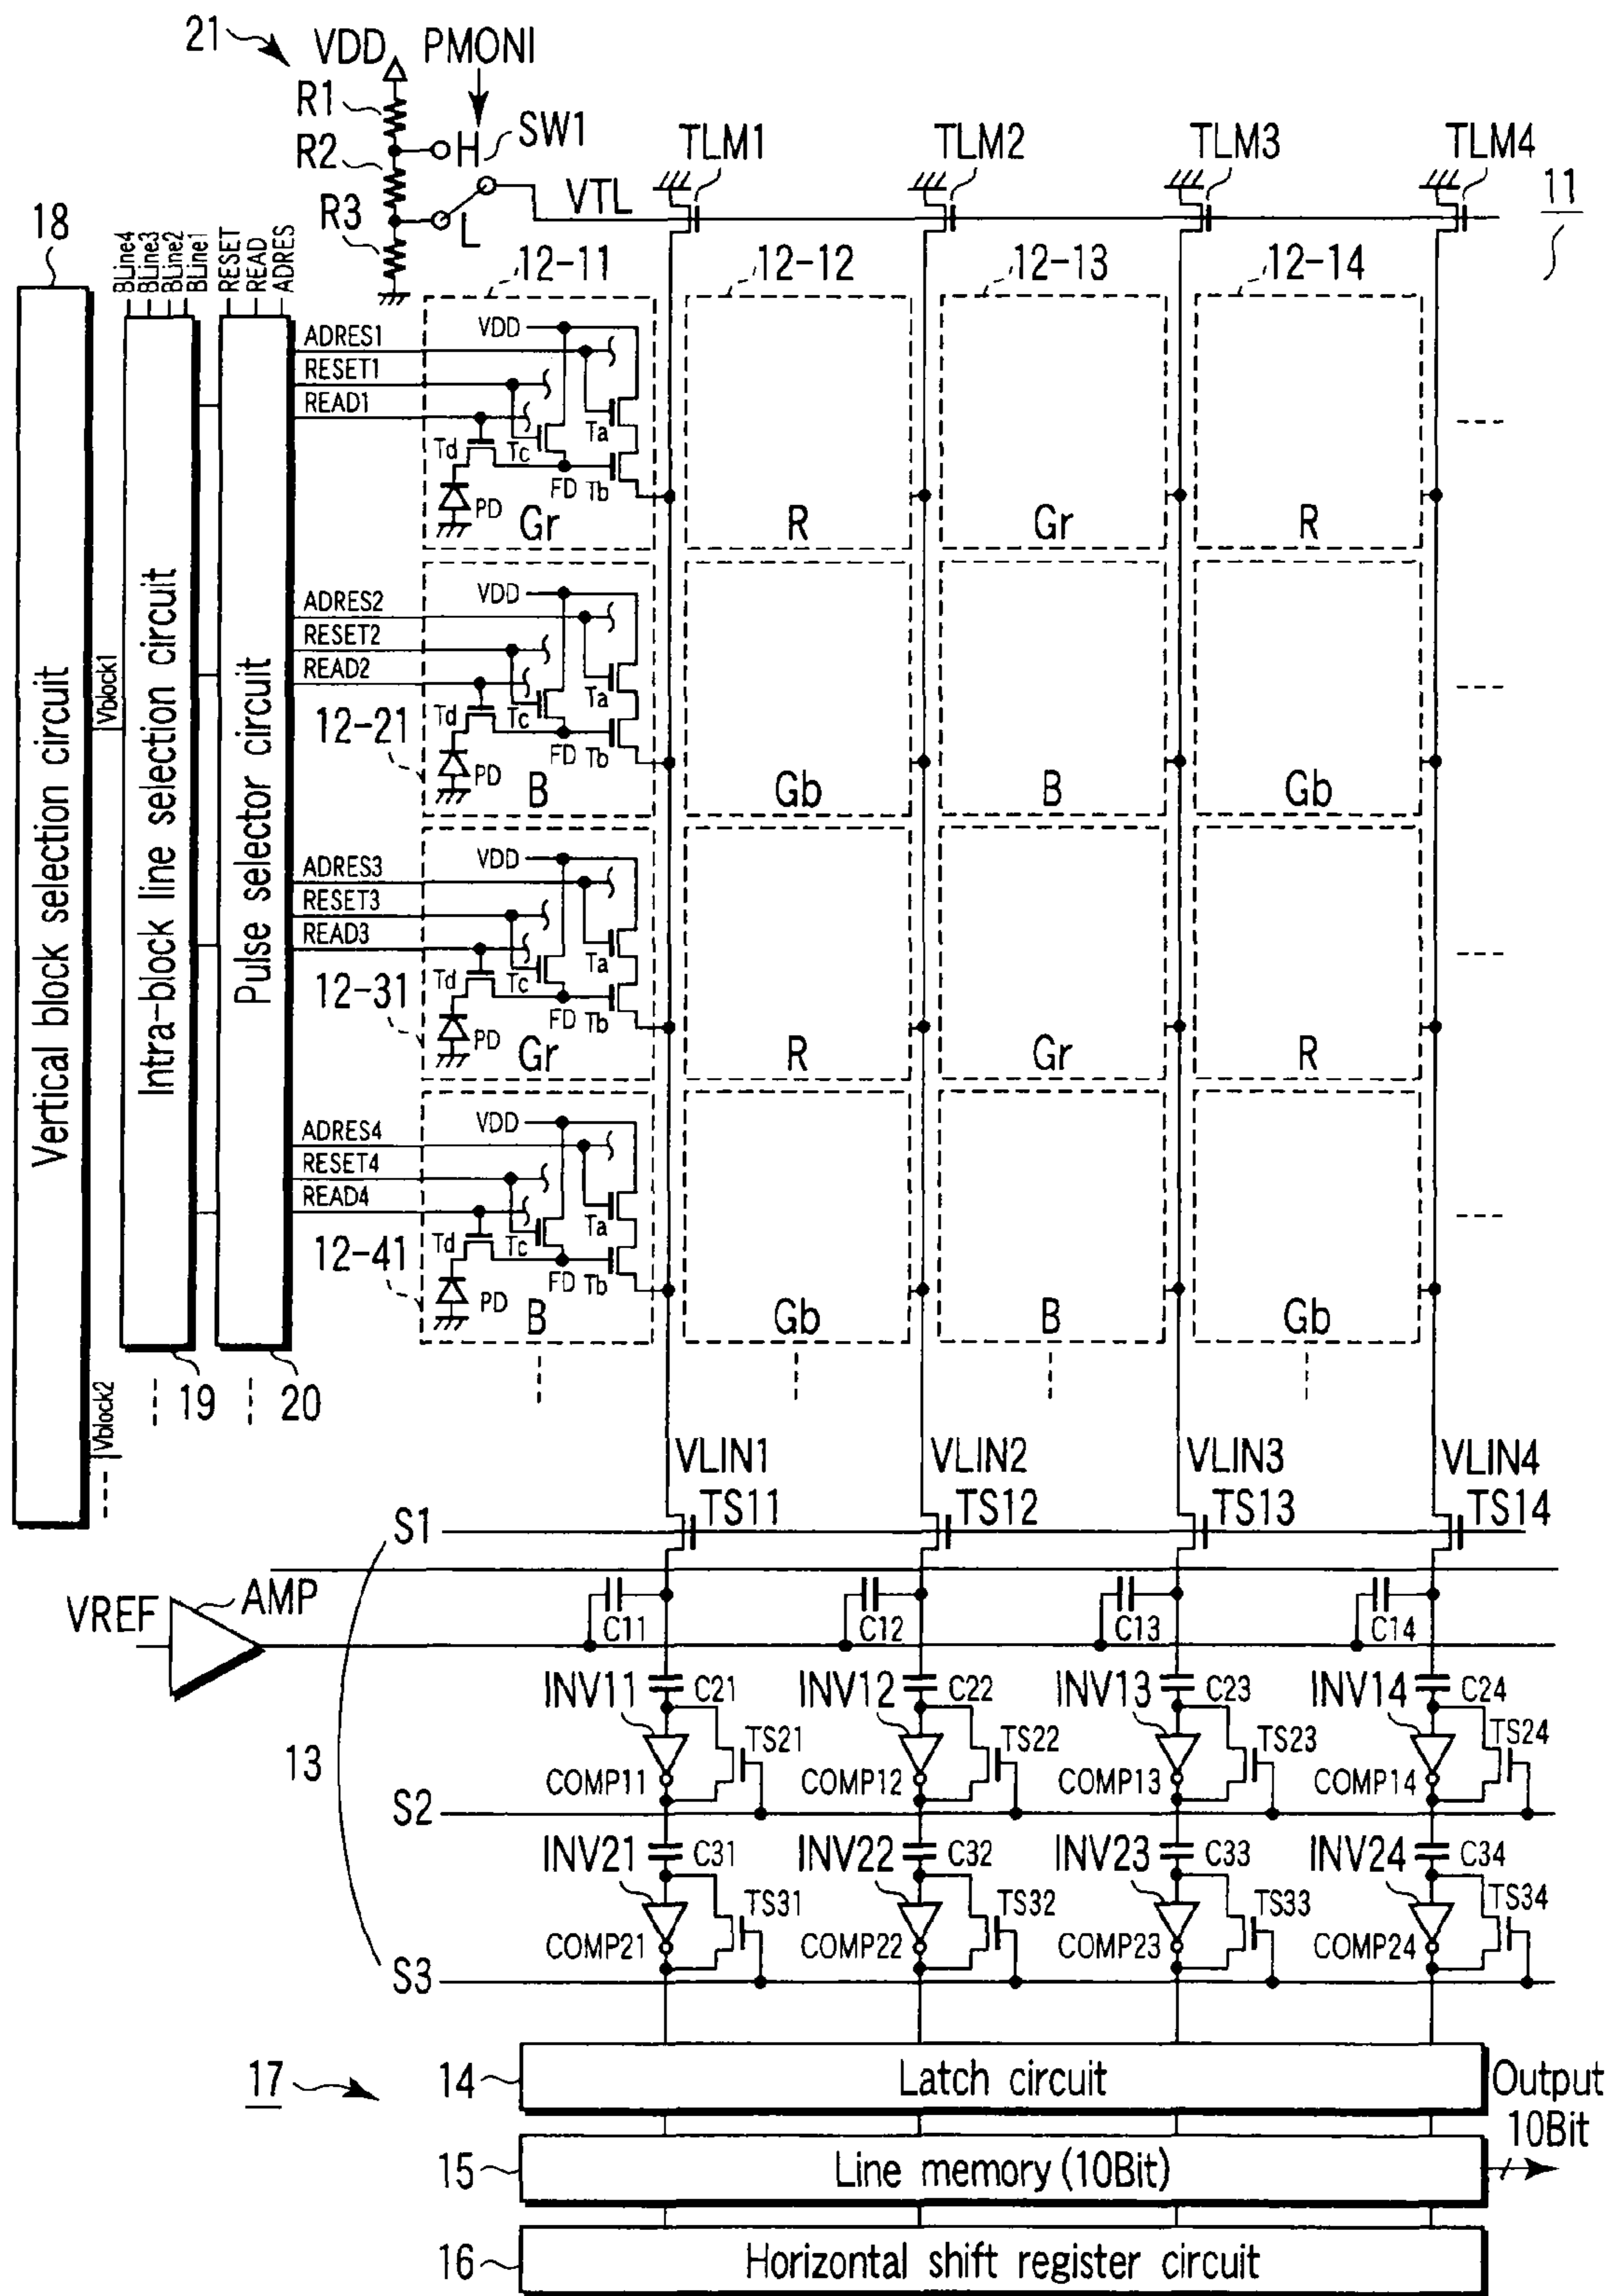 21
VDD
PMONI
R1
R2
R3
H
SW1
L
VTL
TLM1
TLM2
TLM3
TLM4
11
18
BLine4
BLine3
BLine2
BLine1
RESET
READ
ADRES
12-11
12-12
12-13
12-14
Vertical block selection circuit
Vblock1
Vblock2
Intra-block line selection circuit
Pulse selector circuit
19
20
ADRES1
RESET1
READ1
VDD
Td
Tc
Ta
FD
Tb
PD
Gr
R
Gr
R
ADRES2
RESET2
READ2
12-21
VDD
Td
Tc
Ta
FD
Tb
PD
B
Gb
B
Gb
ADRES3
RESET3
READ3
12-31
VDD
Td
Tc
Ta
FD
Tb
PD
Gr
R
Gr
R
ADRES4
RESET4
READ4
12-41
VDD
Td
Tc
Ta
FD
Tb
PD
B
Gb
B
Gb
VLIN1
VLIN2
VLIN3
VLIN4
S1
TS11
TS12
TS13
TS14
VREF
AMP
C11
C12
C13
C14
13
INV11
C21
INV12
C22
INV13
C23
INV14
C24
TS21
TS22
TS23
TS24
COMP11
COMP12
COMP13
COMP14
S2
INV21
C31
INV22
C32
INV23
C33
INV24
C34
TS31
TS32
TS33
TS34
COMP21
COMP22
COMP23
COMP24
S3
17
14
Latch circuit
Output
10Bit
15
Line memory (10Bit)
16
Horizontal shift register circuit